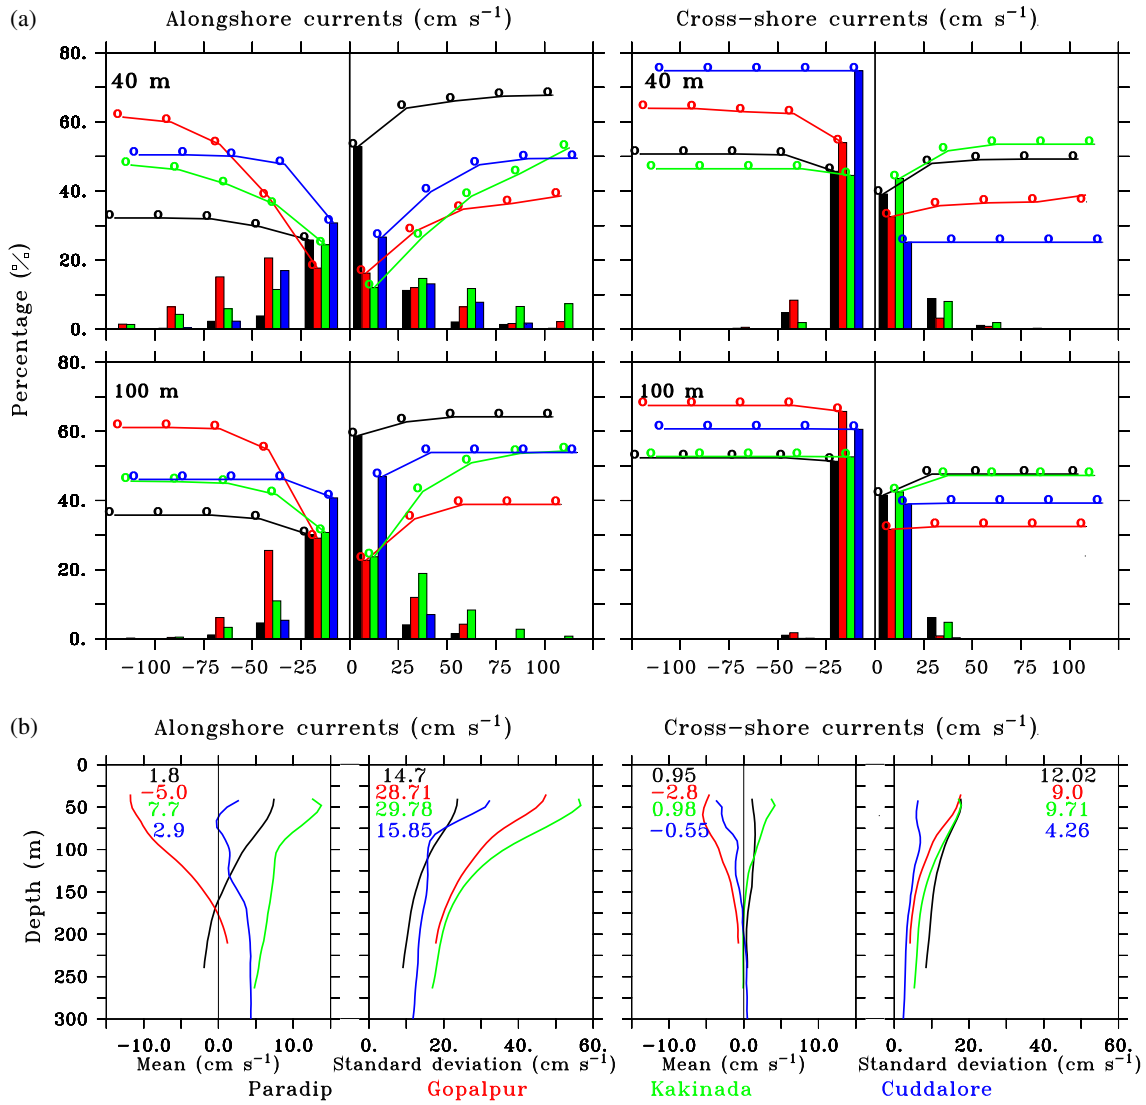 (a)
Alongshore currents (cm s⁻¹)
Cross-shore currents (cm s⁻¹)
Percentage (%)
80.
60.
40.
20.
0.
40 m
40 m
80.
60.
40.
20.
0.
100 m
100 m
-100 -75 -50 -25 0 25 50 75 100
-100 -75 -50 -25 0 25 50 75 100
(b)
Alongshore currents (cm s⁻¹)
Cross-shore currents (cm s⁻¹)
Depth (m)
0
50
100
150
200
250
300
1.8
-5.0
7.7
2.9
14.7
28.71
29.78
15.85
0.95
-2.8
0.98
-0.55
12.02
9.0
9.71
4.26
-10.0 0.0 10.0
0. 20. 40. 60.
-10.0 0.0 10.0
0. 20. 40. 60.
Mean (cm s⁻¹)
Standard deviation (cm s⁻¹)
Mean (cm s⁻¹)
Standard deviation (cm s⁻¹)
Paradip Gopalpur Kakinada Cuddalore